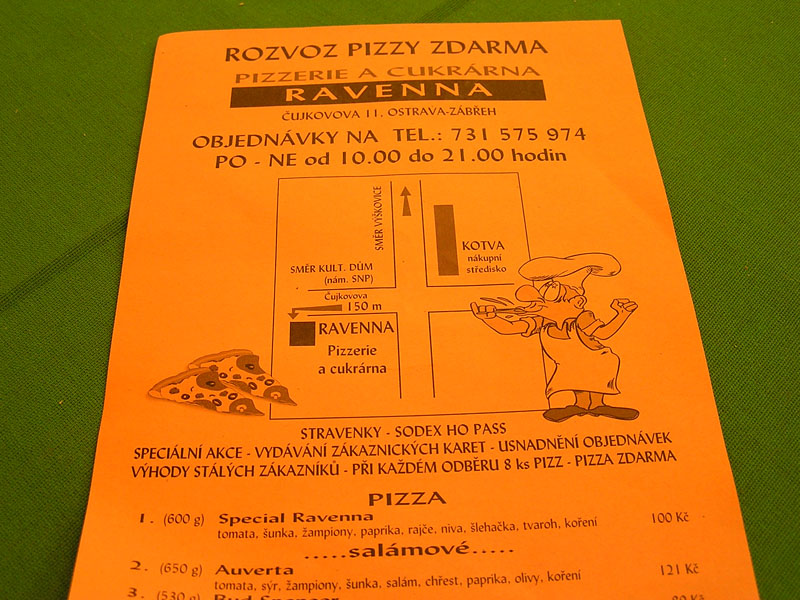 ROZVOZ PIZZY ZDARMA
PIZZERIE A CUKRÁRNA
RAVENNA
ČUJKOVOVA 11, OSTRAVA-ZÁBŘEH
OBJEDNÁVKY NA TEL.: 731 575 974
PO - NE od 10.00 do 21.00 hodin
SMĚR VÝŠKOVICE
KOTVA
nákupní
středisko
SMĚR KULT. DŮM
(nám. SNP)
Čujkovova
150 m
RAVENNA
Pizzerie
a cukrárna
STRAVENKY - SODEX HO PASS
SPECIÁLNÍ AKCE - VYDÁVÁNÍ ZÁKAZNICKÝCH KARET - USNADNĚNÍ OBJEDNÁVEK
VÝHODY STÁLÝCH ZÁKAZNÍKŮ - PŘI KAŽDÉM ODBĚRU 8 ks PIZZ - PIZZA ZDARMA
PIZZA
1. (600 g) Special Ravenna 100 Kč
tomata, šunka, žampiony, paprika, rajče, niva, šlehačka, tvaroh, koření
.....salámové.....
2. (650 g) Auverta 121 Kč
tomata, sýr, žampiony, šunka, salám, chřest, paprika, olivy, koření
3. (530 g) Bud Spencer